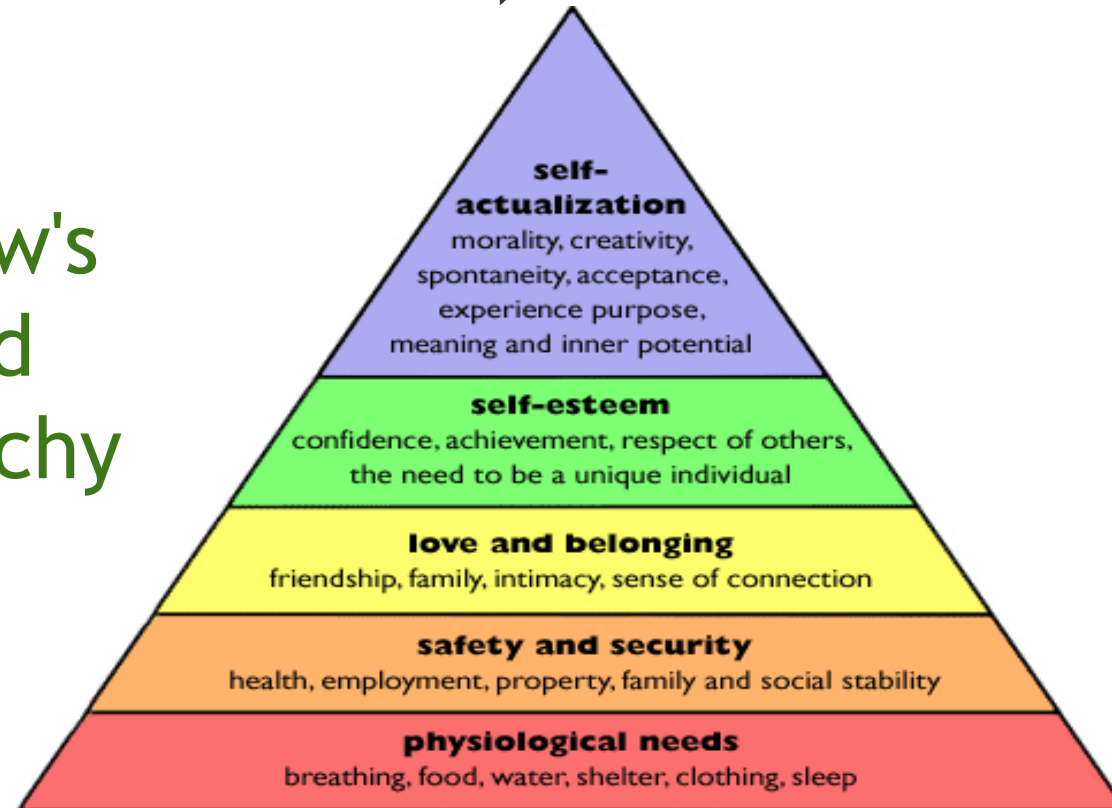 w's
d
chy
self-
actualization
morality, creativity,
spontaneity, acceptance,
experience purpose,
meaning and inner potential
self-esteem
confidence, achievement, respect of others,
the need to be a unique individual
love and belonging
friendship, family, intimacy, sense of connection
safety and security
health, employment, property, family and social stability
physiological needs
breathing, food, water, shelter, clothing, sleep